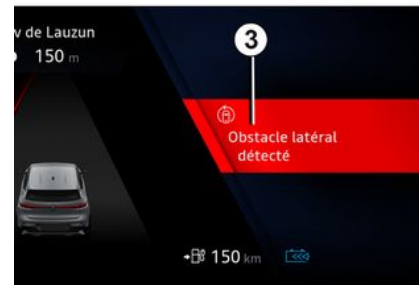 v de Lauzun
150 m
3
Obstacle latéral
détecté
150 km